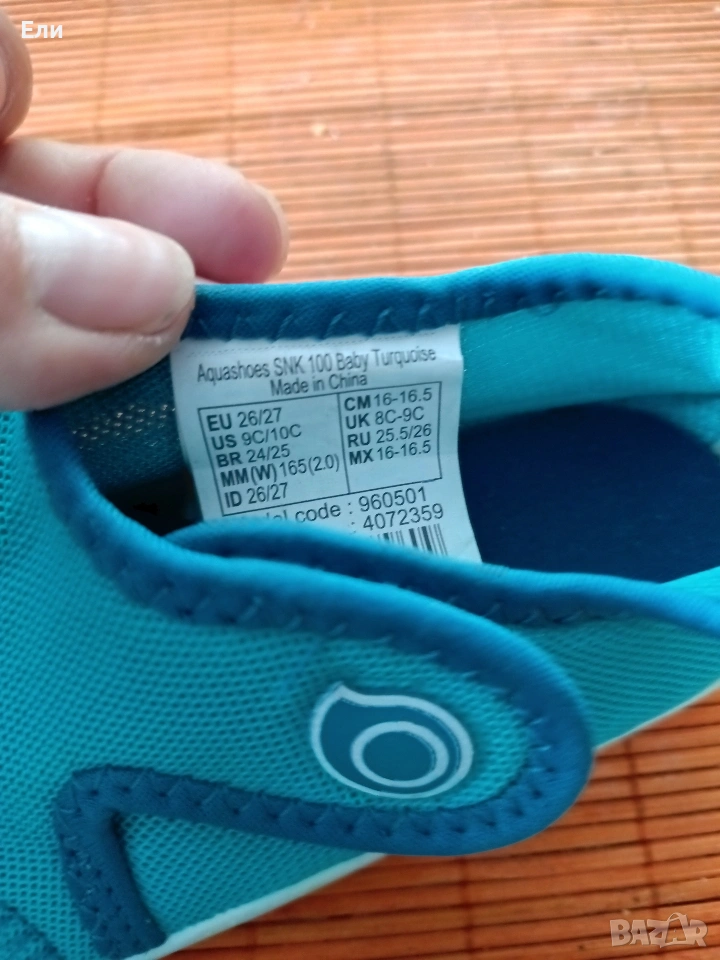 Ели
Aquashoes SNK 100 Baby Turquoise
Made in China
EU 26/27
US 9C/10C
BR 24/25
MM(W) 165(2.0)
ID 26/27
CM 16-16.5
UK 8C-9C
RU 25.5/26
MX 16-16.5
code : 960501
: 4072359
BAZAR